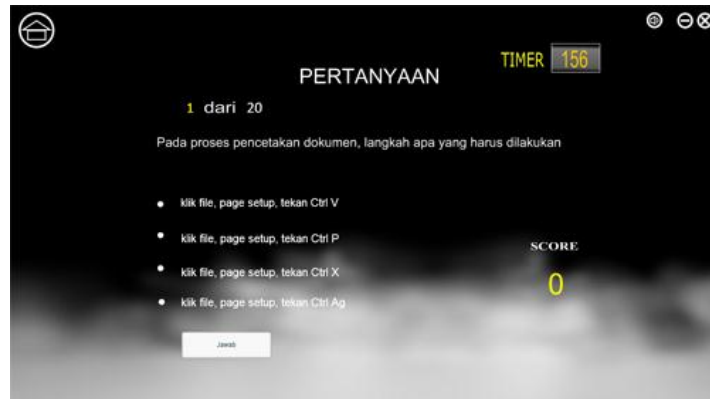 TIMER 156
PERTANYAAN
1 dari 20
Pada proses pencetakan dokumen, langkah apa yang harus dilakukan
klik file, page setup, tekan Ctrl V
klik file, page setup, tekan Ctrl P
klik file, page setup, tekan Ctrl X
klik file, page setup, tekan Ctrl Ag
SCORE
0
Jawab